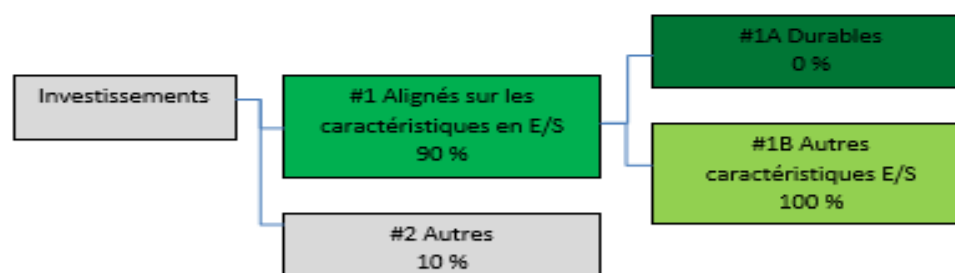 Investissements
#1 Alignés sur les
caractéristiques en E/S
90 %
#2 Autres
10 %
#1A Durables
0 %
#1B Autres
caractéristiques E/S
100 %